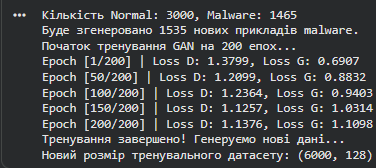 Кількість Normal: 3000, Malware: 1465
Буде згенеровано 1535 нових прикладів malware.
Початок тренування GAN на 200 епох...
Epoch [1/200] | Loss D: 1.3799, Loss G: 0.6907
Epoch [50/200] | Loss D: 1.2099, Loss G: 0.8832
Epoch [100/200] | Loss D: 1.2364, Loss G: 0.9403
Epoch [150/200] | Loss D: 1.1257, Loss G: 1.0314
Epoch [200/200] | Loss D: 1.1376, Loss G: 1.1098
Тренування завершено! Генеруємо нові дані...
Новий розмір тренувального датасету: (6000, 128)